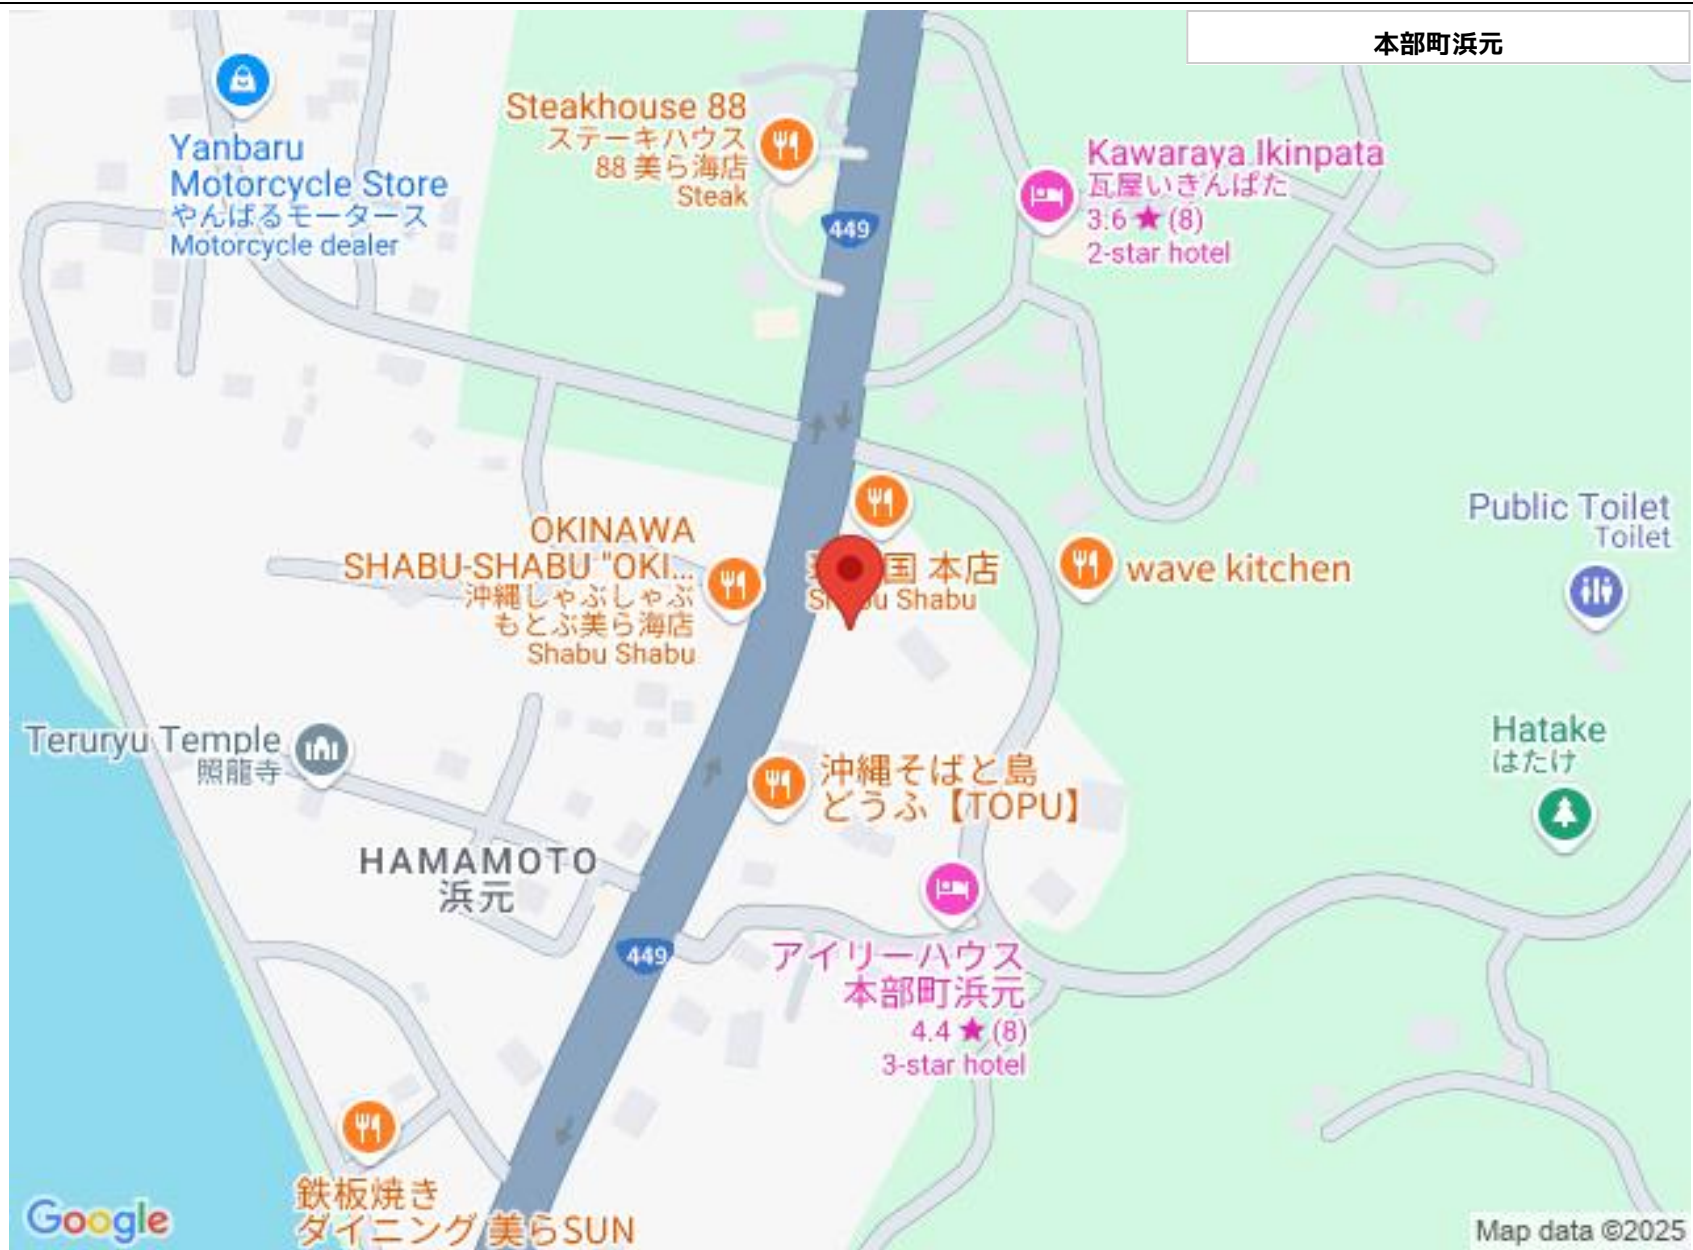 本部町浜元
Yanbaru
Motorcycle Store
やんばるモータース
Motorcycle dealer
Steakhouse 88
ステーキハウス
88 美ら海店
Steak
449
Kawaraya Ikinpata
瓦屋いきんぱた
3.6 ★ (8)
2-star hotel
OKINAWA
SHABU-SHABU "OKI...
沖縄しゃぶしゃぶ
もとぶ美ら海店
Shabu Shabu
国 本店
Shabu
wave kitchen
Public Toilet
Toilet
Teruryu Temple
照龍寺
Hatake
はたけ
沖縄そばと島
どうふ【TOPU】
HAMAMOTO
浜元
449
アイリーハウス
本部町浜元
4.4 ★ (8)
3-star hotel
鉄板焼き
ダイニング 美らSUN
Google
Map data ©2025